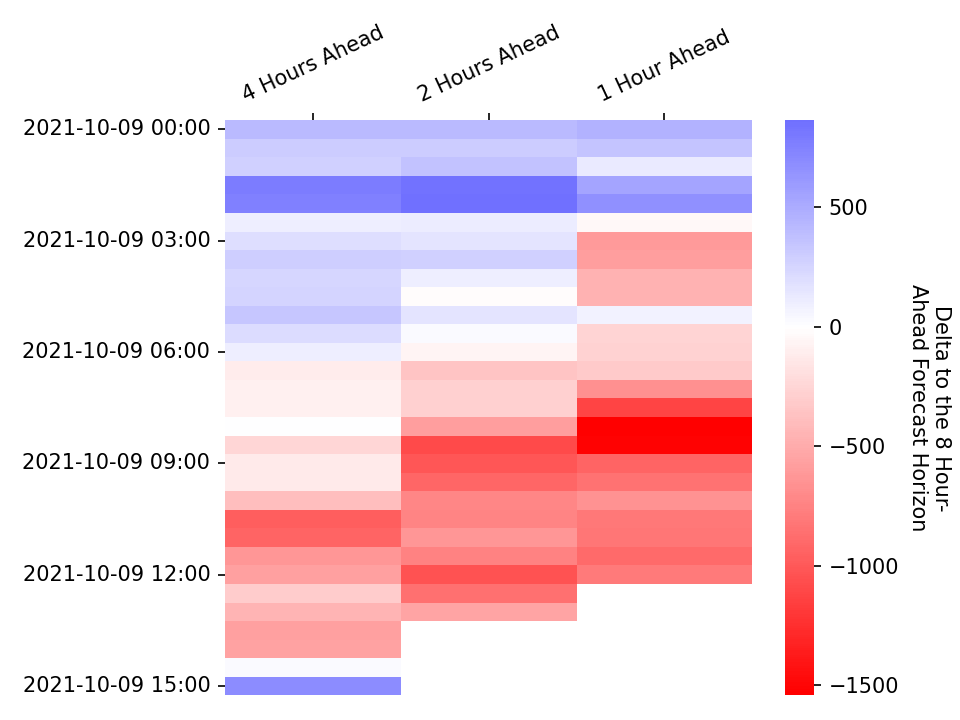 4 Hours Ahead
2 Hours Ahead
1 Hour Ahead
2021-10-09 00:00
2021-10-09 03:00
2021-10-09 06:00
2021-10-09 09:00
2021-10-09 12:00
2021-10-09 15:00
500
0
−500
−1000
−1500
Delta to the 8 Hour-
Ahead Forecast Horizon